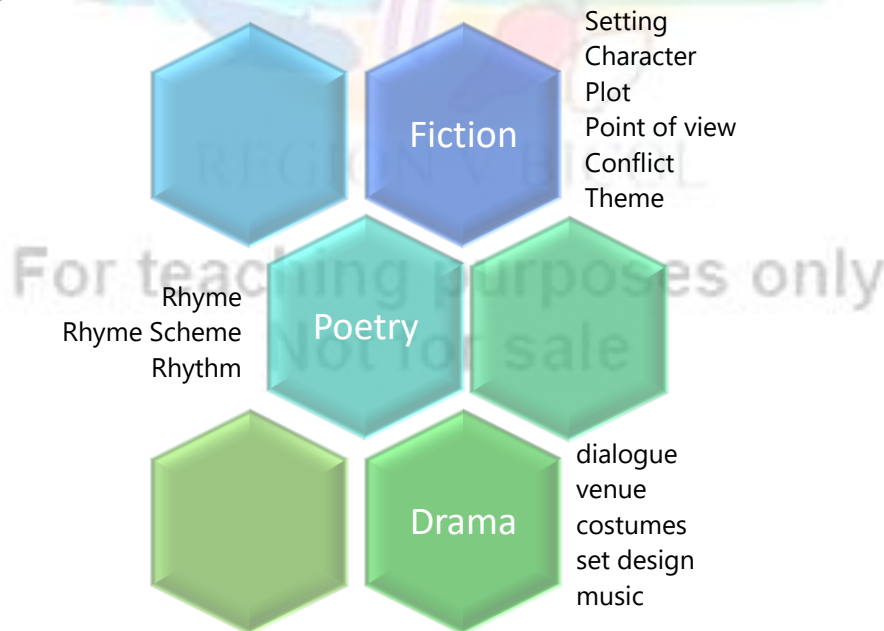 Setting
Character
Plot
Point of view
Conflict
Theme
Fiction
REGION V BICOL
For teaching purposes only
Not for sale
Rhyme
Rhyme Scheme
Rhythm
Poetry
dialogue
venue
costumes
set design
music
Drama